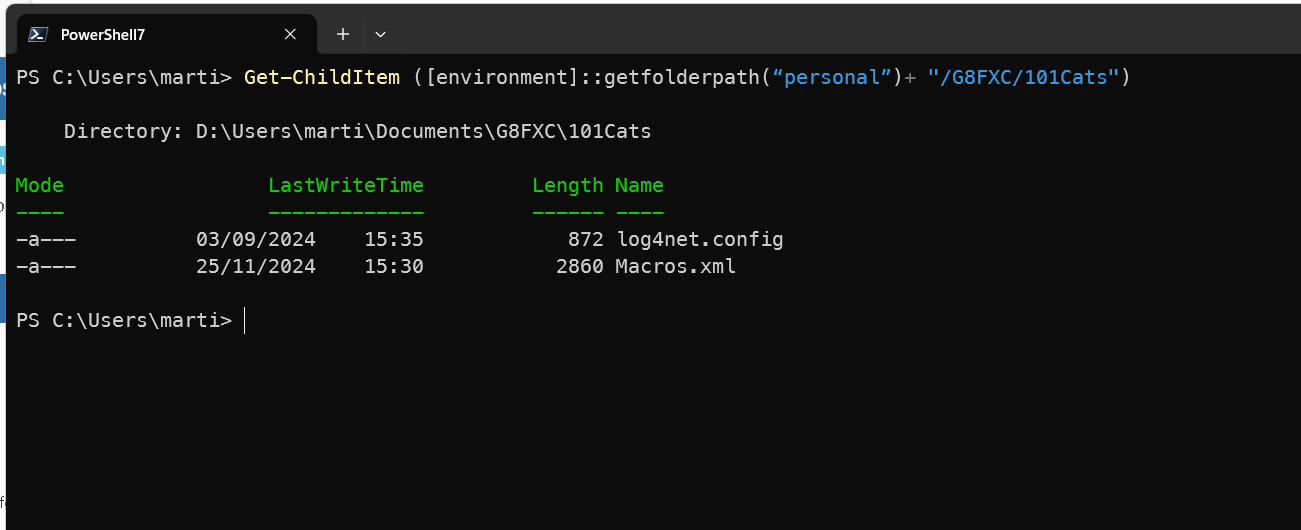 PowerShell7
PS C:\Users\marti> Get-ChildItem ([environment]::getfolderpath(“personal”)+ "/G8FXC/101Cats")
Directory: D:\Users\marti\Documents\G8FXC\101Cats
Mode LastWriteTime Length Name
---- ------------- ------ ----
-a--- 03/09/2024 15:35 872 log4net.config
-a--- 25/11/2024 15:30 2860 Macros.xml
PS C:\Users\marti>